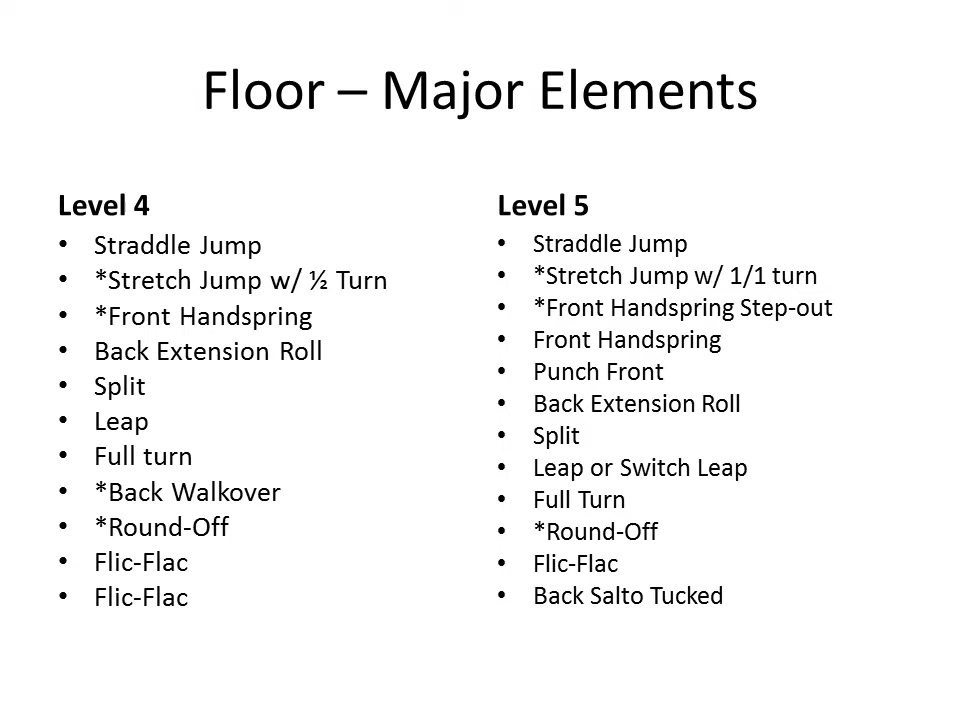 Floor – Major Elements
Level 4
• Straddle Jump
• *Stretch Jump w/ ½ Turn
• *Front Handspring
• Back Extension Roll
• Split
• Leap
• Full turn
• *Back Walkover
• *Round-Off
• Flic-Flac
• Flic-Flac
Level 5
• Straddle Jump
• *Stretch Jump w/ 1/1 turn
• *Front Handspring Step-out
• Front Handspring
• Punch Front
• Back Extension Roll
• Split
• Leap or Switch Leap
• Full Turn
• *Round-Off
• Flic-Flac
• Back Salto Tucked